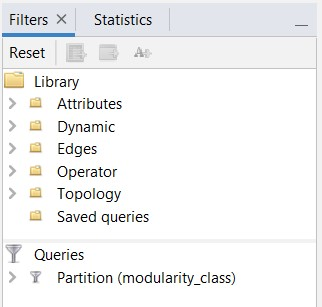 Filters Statistics
Reset A
Library
Attributes
Dynamic
Edges
Operator
Topology
Saved queries
Queries
Partition (modularity_class)